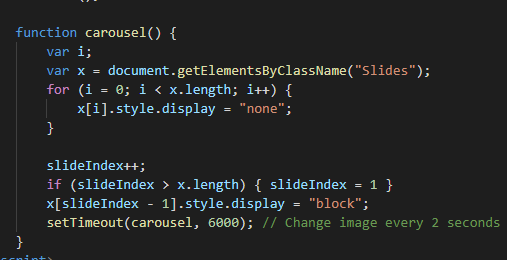 function carousel() {
var i;
var x = document.getElementsByClassName("Slides");
for (i = 0; i < x.length; i++) {
x[i].style.display = "none";
}
slideIndex++;
if (slideIndex > x.length) { slideIndex = 1 }
x[slideIndex - 1].style.display = "block";
setTimeout(carousel, 6000); // Change image every 2 seconds
}